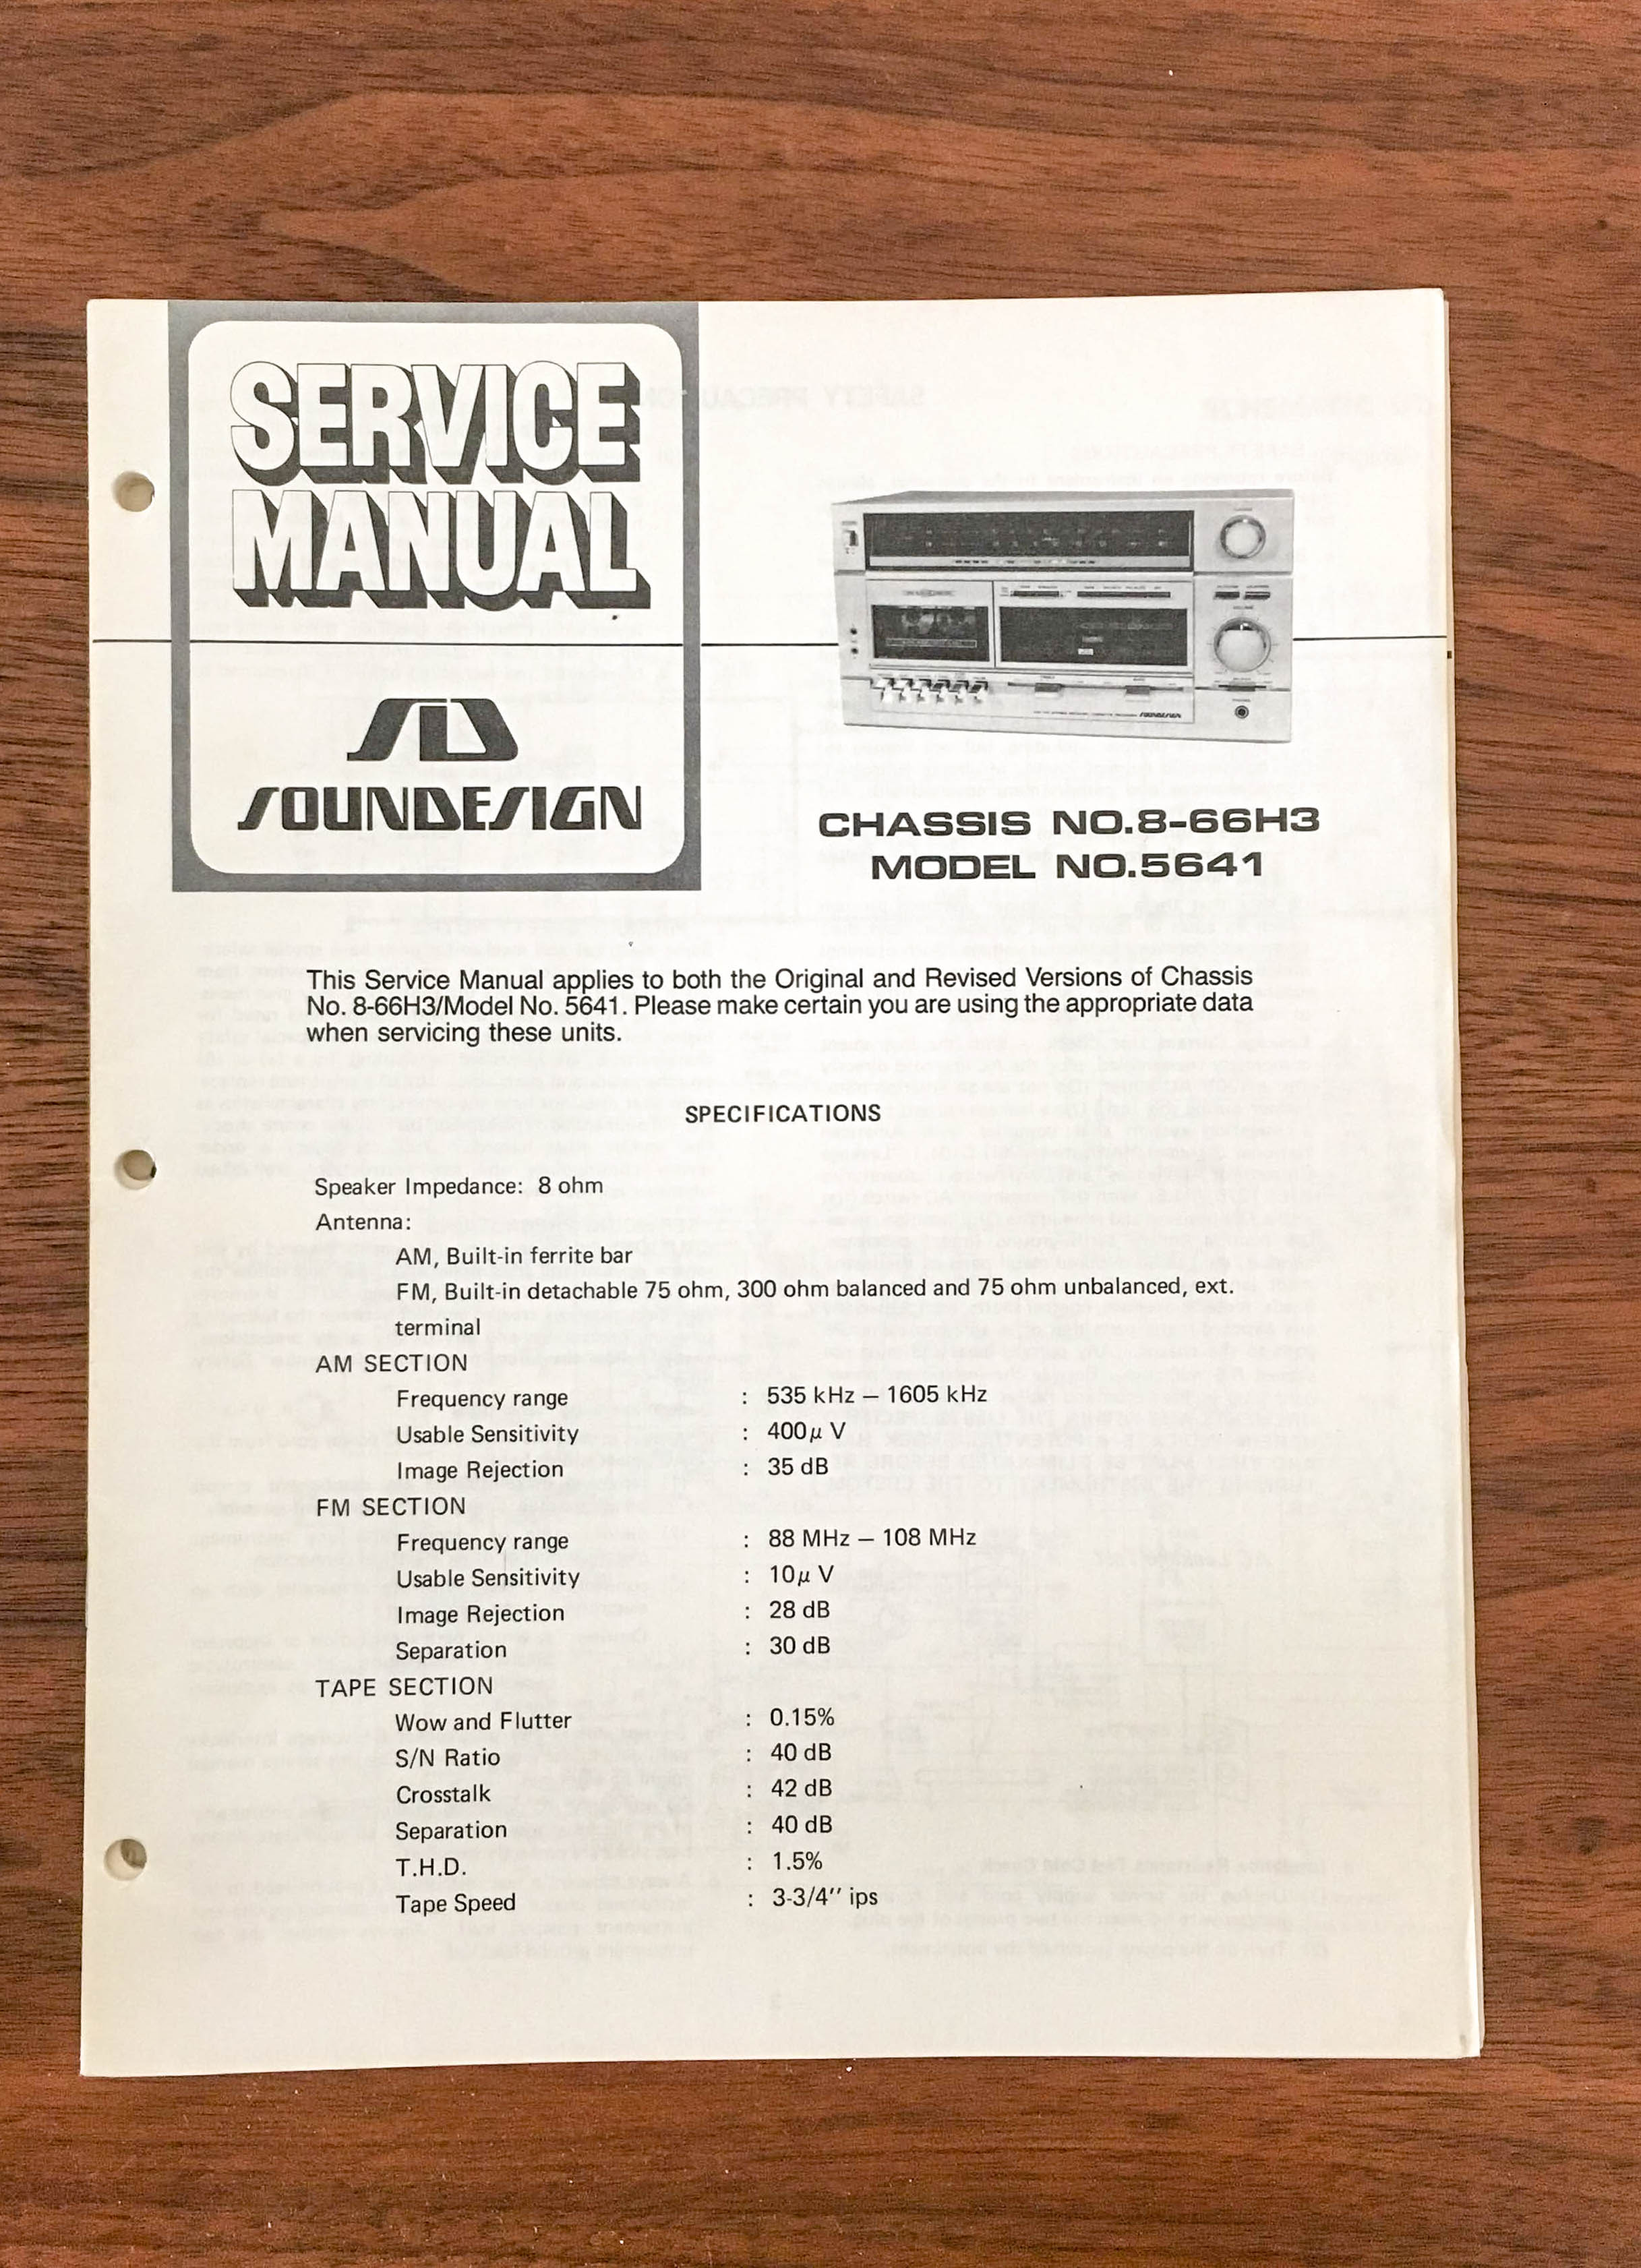 SERVICE
MANUAL
SD
SOUNDESIGN
SOUNDESIGN
CHASSIS NO.8-66H3
MODEL NO.5641
This Service Manual applies to both the Original and Revised Versions of Chassis
No. 8-66H3/Model No. 5641. Please make certain you are using the appropriate data
when servicing these units.
SPECIFICATIONS
Speaker Impedance: 8 ohm
Antenna:
AM, Built-in ferrite bar
FM, Built-in detachable 75 ohm, 300 ohm balanced and 75 ohm unbalanced, ext.
terminal
AM SECTION
Frequency range : 535 kHz – 1605 kHz
Usable Sensitivity : 400μ V
Image Rejection : 35 dB
FM SECTION
Frequency range : 88 MHz – 108 MHz
Usable Sensitivity : 10μ V
Image Rejection : 28 dB
Separation : 30 dB
TAPE SECTION
Wow and Flutter : 0.15%
S/N Ratio : 40 dB
Crosstalk : 42 dB
Separation : 40 dB
T.H.D. : 1.5%
Tape Speed : 3-3/4’’ ips